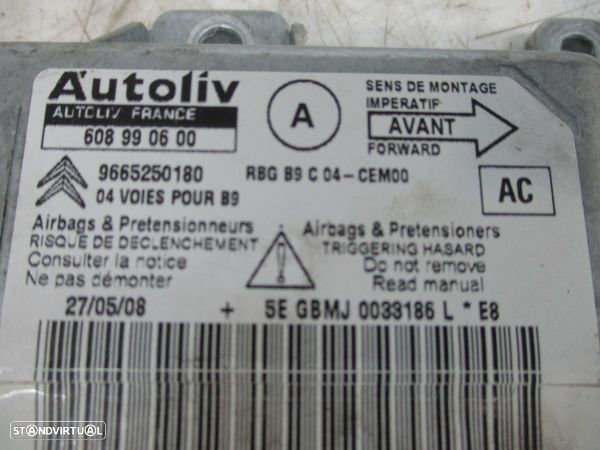 Autoliv
AUTOLIV FRANCE
608 99 06 00
A
SENS DE MONTAGE
IMPERATIF
AVANT
FORWARD
9665250180
RBG B9 C 04-CEM00
04 VOIES POUR B9
AC
Airbags & Pretensionneurs
RISQUE DE DECLENCHEMENT
Consulter la notice
Ne pas démonter
Airbags & Pretensioners
TRIGGERING HASARD
Do not remove
Read manual
27/05/08 + 5E GBMJ 0033186 L * E8
STANDVIRTUAL